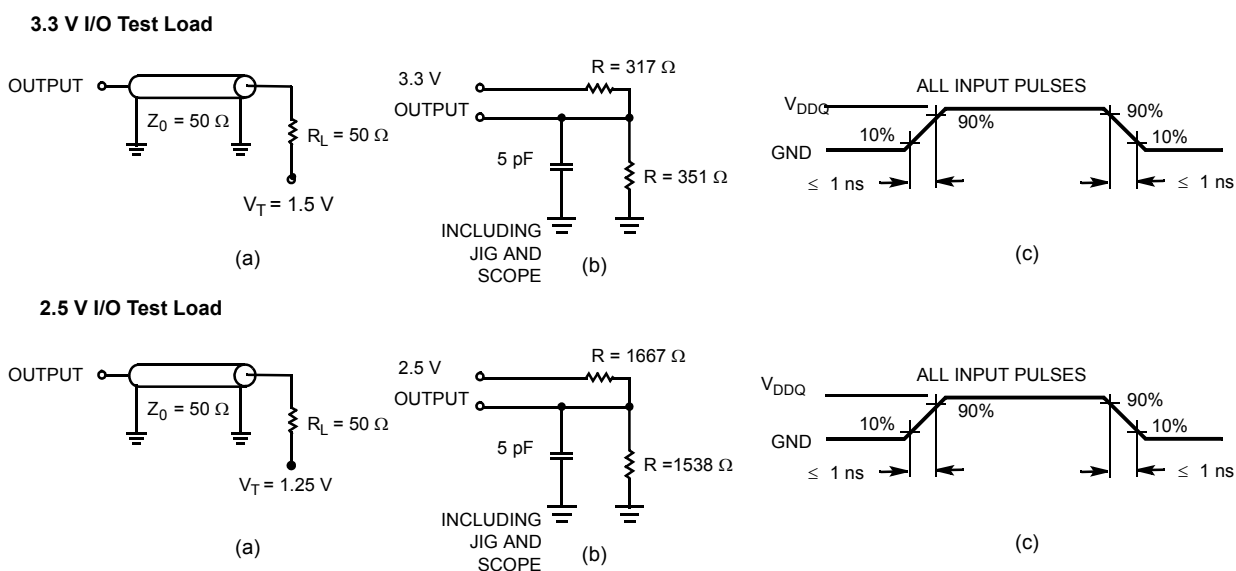 3.3 V I/O Test Load
OUTPUT
Z0 = 50 Ω
RL = 50 Ω
VT = 1.5 V
(a)
3.3 V
OUTPUT
R = 317 Ω
5 pF
R = 351 Ω
INCLUDING
JIG AND
SCOPE
(b)
ALL INPUT PULSES
VDDQ
GND
10%
90%
90%
10%
≤ 1 ns
≤ 1 ns
(c)
2.5 V I/O Test Load
OUTPUT
Z0 = 50 Ω
RL = 50 Ω
VT = 1.25 V
(a)
2.5 V
OUTPUT
R = 1667 Ω
5 pF
R =1538 Ω
INCLUDING
JIG AND
SCOPE
(b)
ALL INPUT PULSES
VDDQ
GND
10%
90%
90%
10%
≤ 1 ns
≤ 1 ns
(c)